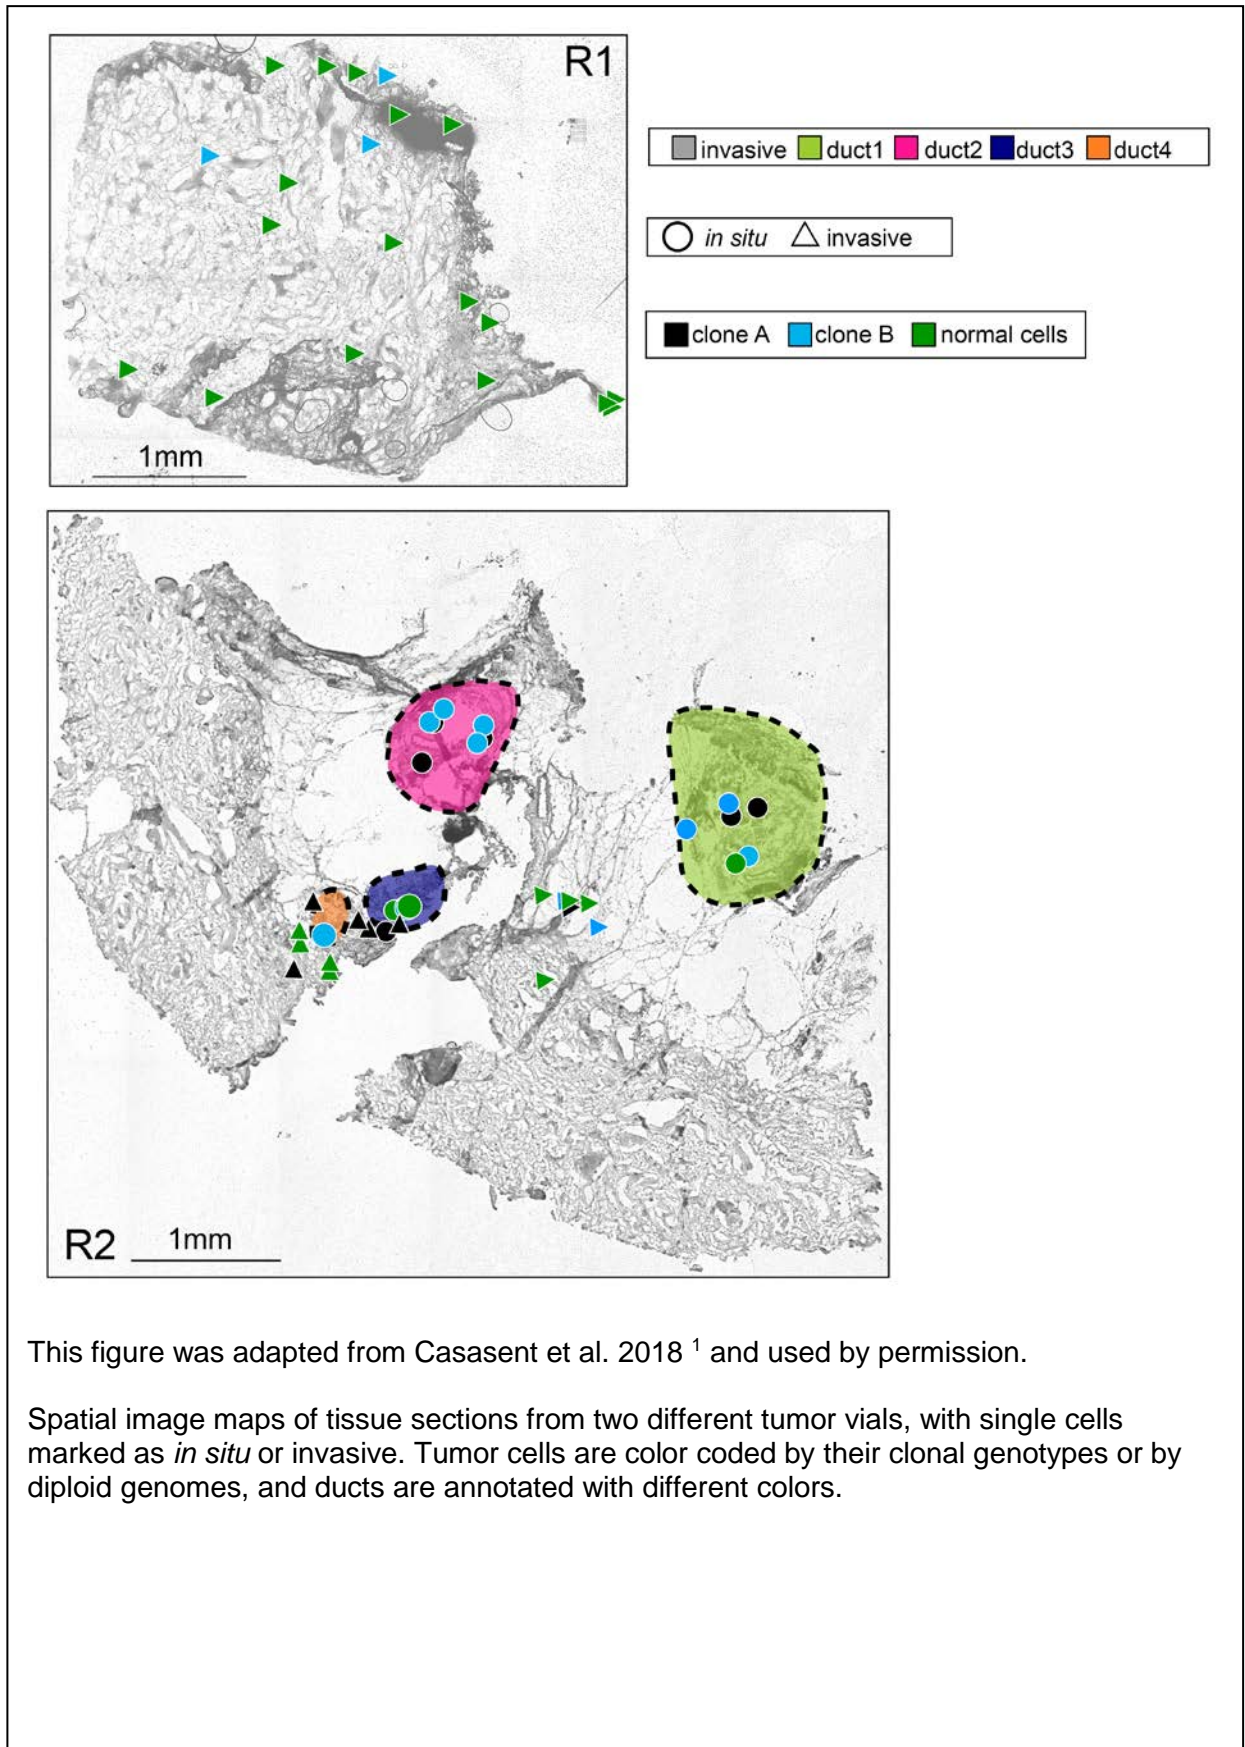 R1
1mm
invasive duct1 duct2 duct3 duct4
in situ invasive
clone A clone B normal cells
R2
1mm
This figure was adapted from Casasent et al. 2018 1 and used by permission.
Spatial image maps of tissue sections from two different tumor vials, with single cells
marked as in situ or invasive. Tumor cells are color coded by their clonal genotypes or by
diploid genomes, and ducts are annotated with different colors.